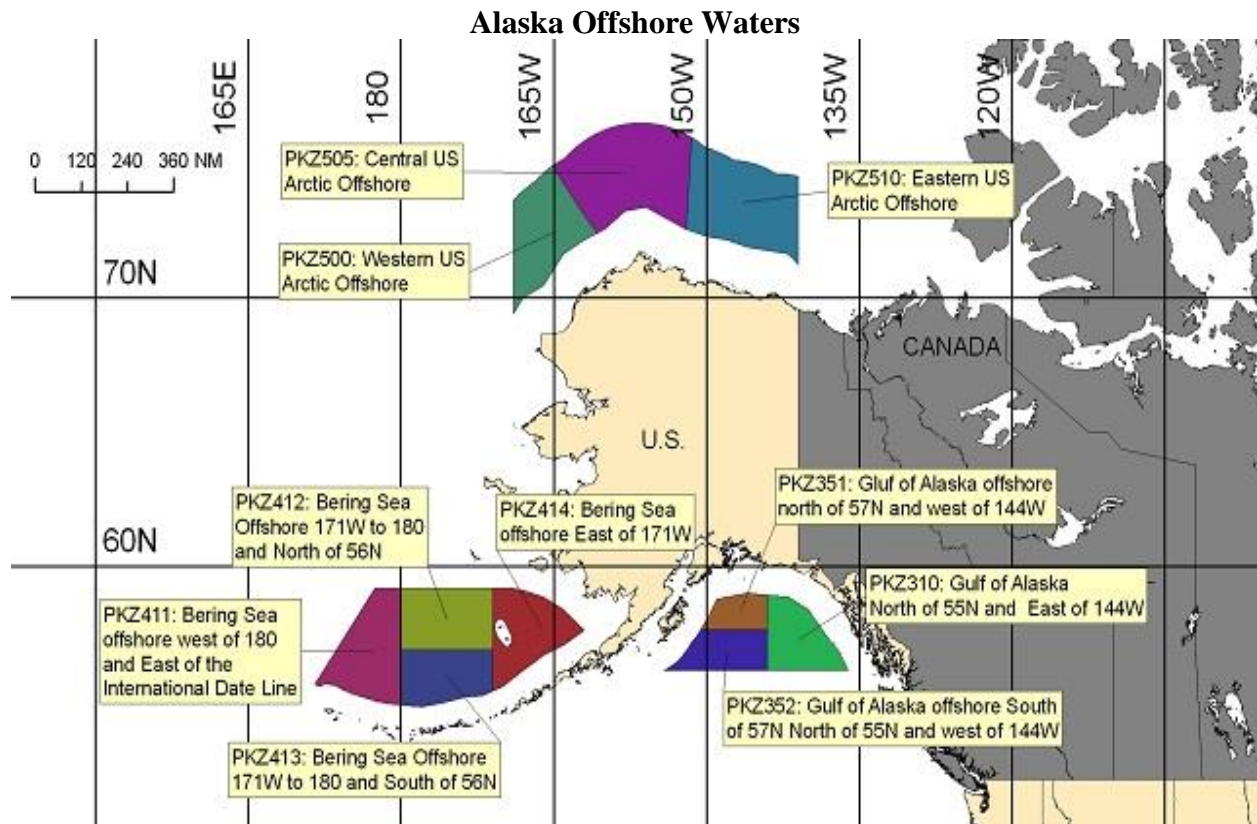 Alaska Offshore Waters
165E
180
165W
150W
135W
120W
0 120 240 360 NM
PKZ505: Central US
Arctic Offshore
PKZ510: Eastern US
Arctic Offshore
PKZ500: Western US
Arctic Offshore
70N
CANADA
U.S.
PKZ412: Bering Sea
Offshore 171W to 180
and North of 56N
PKZ414: Bering Sea
offshore East of 171W
PKZ351: Gluf of Alaska offshore
north of 57N and west of 144W
60N
PKZ310: Gulf of Alaska
North of 55N and East of 144W
PKZ411: Bering Sea
offshore west of 180
and East of the
International Date Line
PKZ352: Gulf of Alaska offshore South
of 57N North of 55N and west of 144W
PKZ413: Bering Sea Offshore
171W to 180 and South of 56N